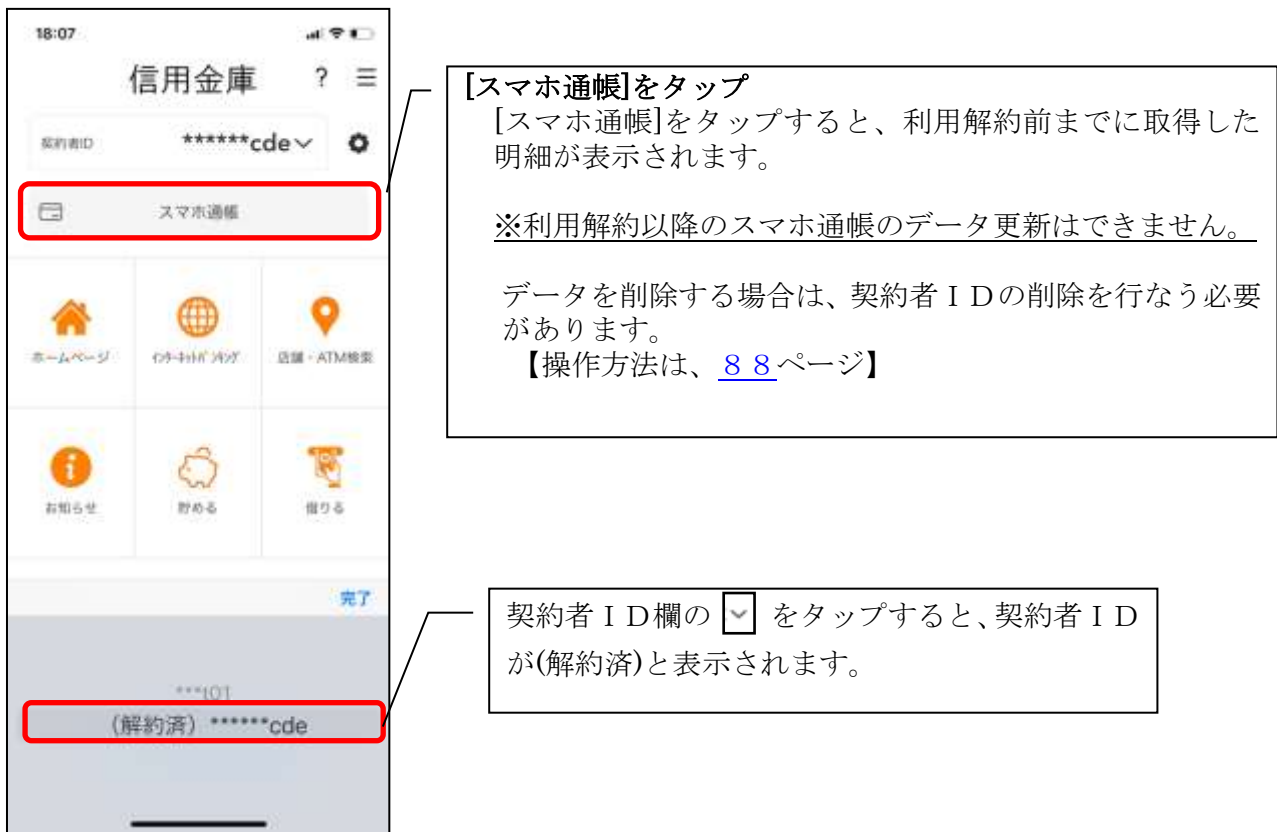 18:07
信用金庫 ? ☰
契約者ID ******cde
スマホ通帳
ホームページ インターネットバンキング 店舗・ATM検索
お知らせ 貯める 借りる
完了
***t01
(解約済) ******cde
[スマホ通帳]をタップ
[スマホ通帳]をタップすると、利用解約前までに取得した
明細が表示されます。
※利用解約以降のスマホ通帳のデータ更新はできません。
データを削除する場合は、契約者ＩＤの削除を行なう必要
があります。
【操作方法は、８８ページ】
契約者ＩＤ欄の をタップすると、契約者ＩＤ
が(解約済)と表示されます。